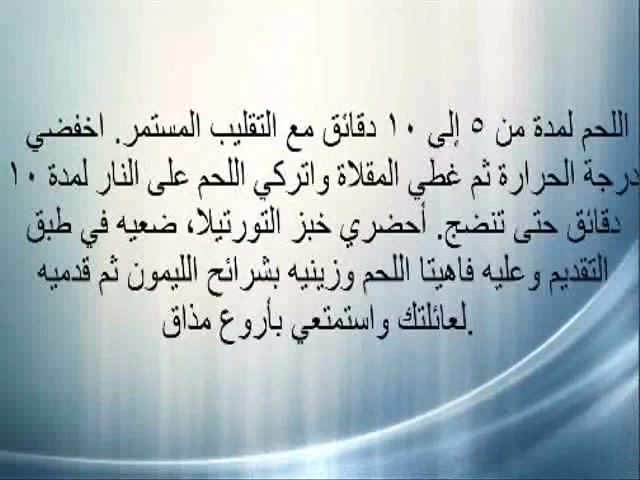 اللحم لمدة من ٥ إلى ١٠ دقائق مع التقليب المستمر. اخفضي
درجة الحرارة ثم غطي المقلاة واتركي اللحم على النار لمدة ١٠
دقائق حتى تنضج. أحضري خبز التورتيلا، ضعيه في طبق
التقديم وعليه فاهيتا اللحم وزينيه بشرائح الليمون ثم قدميه
لعائلتك واستمتعي بأروع مذاق.